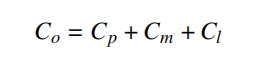 C_o = C_p + C_m + C_l